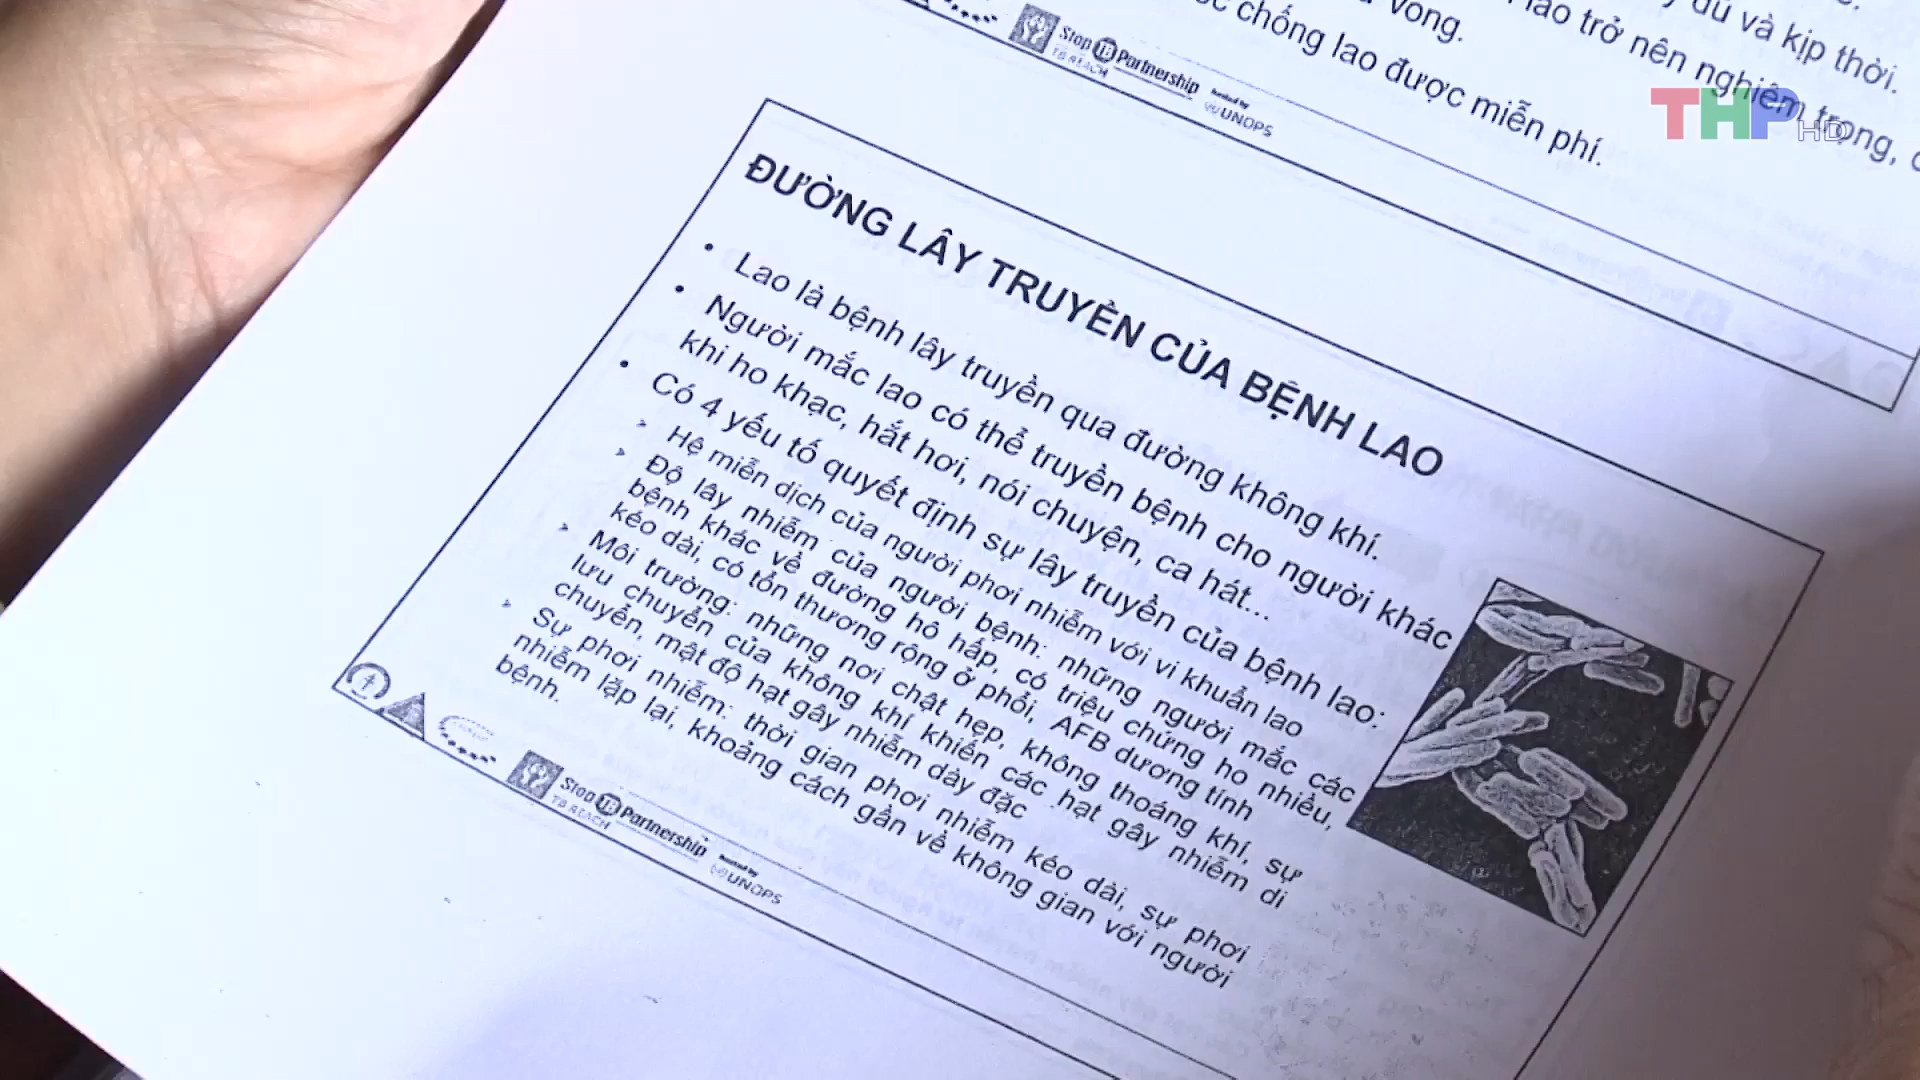 đủ và kịp thời.
lao trở nên nghiêm trọng,
vong.
chống lao được miễn phí.
Stop TB Partnership
TB REACH
hosted by
UNOPS
THP HD
ĐƯỜNG LÂY TRUYỀN CỦA BỆNH LAO
• Lao là bệnh lây truyền qua đường không khí.
• Người mắc lao có thể truyền bệnh cho người khác
khi ho khạc, hắt hơi, nói chuyện, ca hát...
• Có 4 yếu tố quyết định sự lây truyền của bệnh lao:
➢ Hệ miễn dịch của người phơi nhiễm với vi khuẩn lao
➢ Độ lây nhiễm của người bệnh: những người mắc các
bệnh khác về đường hô hấp, có triệu chứng ho nhiều,
kéo dài, có tổn thương rộng ở phổi, AFB dương tính
➢ Môi trường: những nơi chật hẹp, không thoáng khí, sự
lưu chuyển của không khí khiến các hạt gây nhiễm di
chuyển, mật độ hạt gây nhiễm dày đặc
➢ Sự phơi nhiễm: thời gian phơi nhiễm kéo dài, sự phơi
nhiễm lặp lại, khoảng cách gần về không gian với người
bệnh.
Stop TB Partnership
TB REACH
hosted by
UNOPS